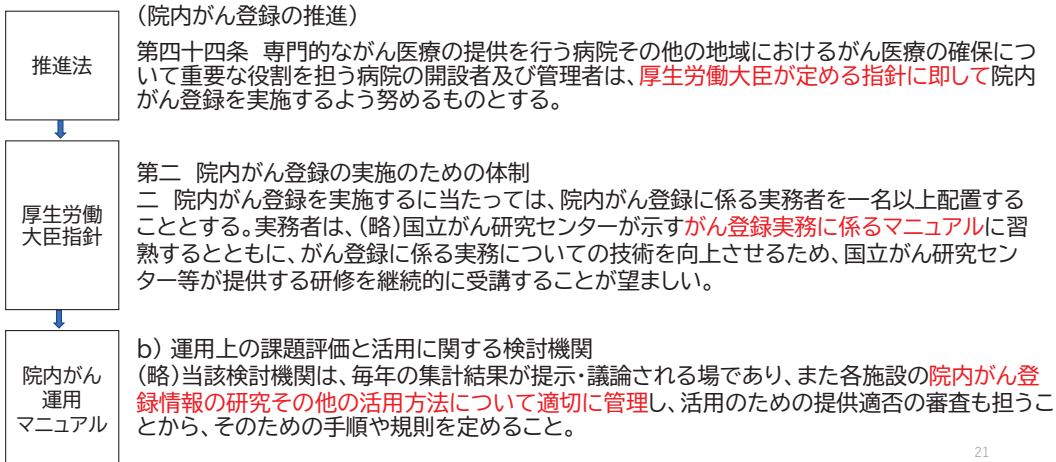 推進法
（院内がん登録の推進）
第四十四条 専門的ながん医療の提供を行う病院その他の地域におけるがん医療の確保につ
いて重要な役割を担う病院の開設者及び管理者は、厚生労働大臣が定める指針に即して院内
がん登録を実施するよう努めるものとする。
厚生労働
大臣指針
第二 院内がん登録の実施のための体制
二 院内がん登録を実施するに当たっては、院内がん登録に係る実務者を一名以上配置する
こととする。実務者は、（略）国立がん研究センターが示すがん登録実務に係るマニュアルに習
熟するとともに、がん登録に係る実務についての技術を向上させるため、国立がん研究セン
ター等が提供する研修を継続的に受講することが望ましい。
院内がん
運用
マニュアル
b) 運用上の課題評価と活用に関する検討機関
（略）当該検討機関は、毎年の集計結果が提示・議論される場であり、また各施設の院内がん登
録情報の研究その他の活用方法について適切に管理し、活用のための提供適否の審査も担うこ
とから、そのための手順や規則を定めること。
21